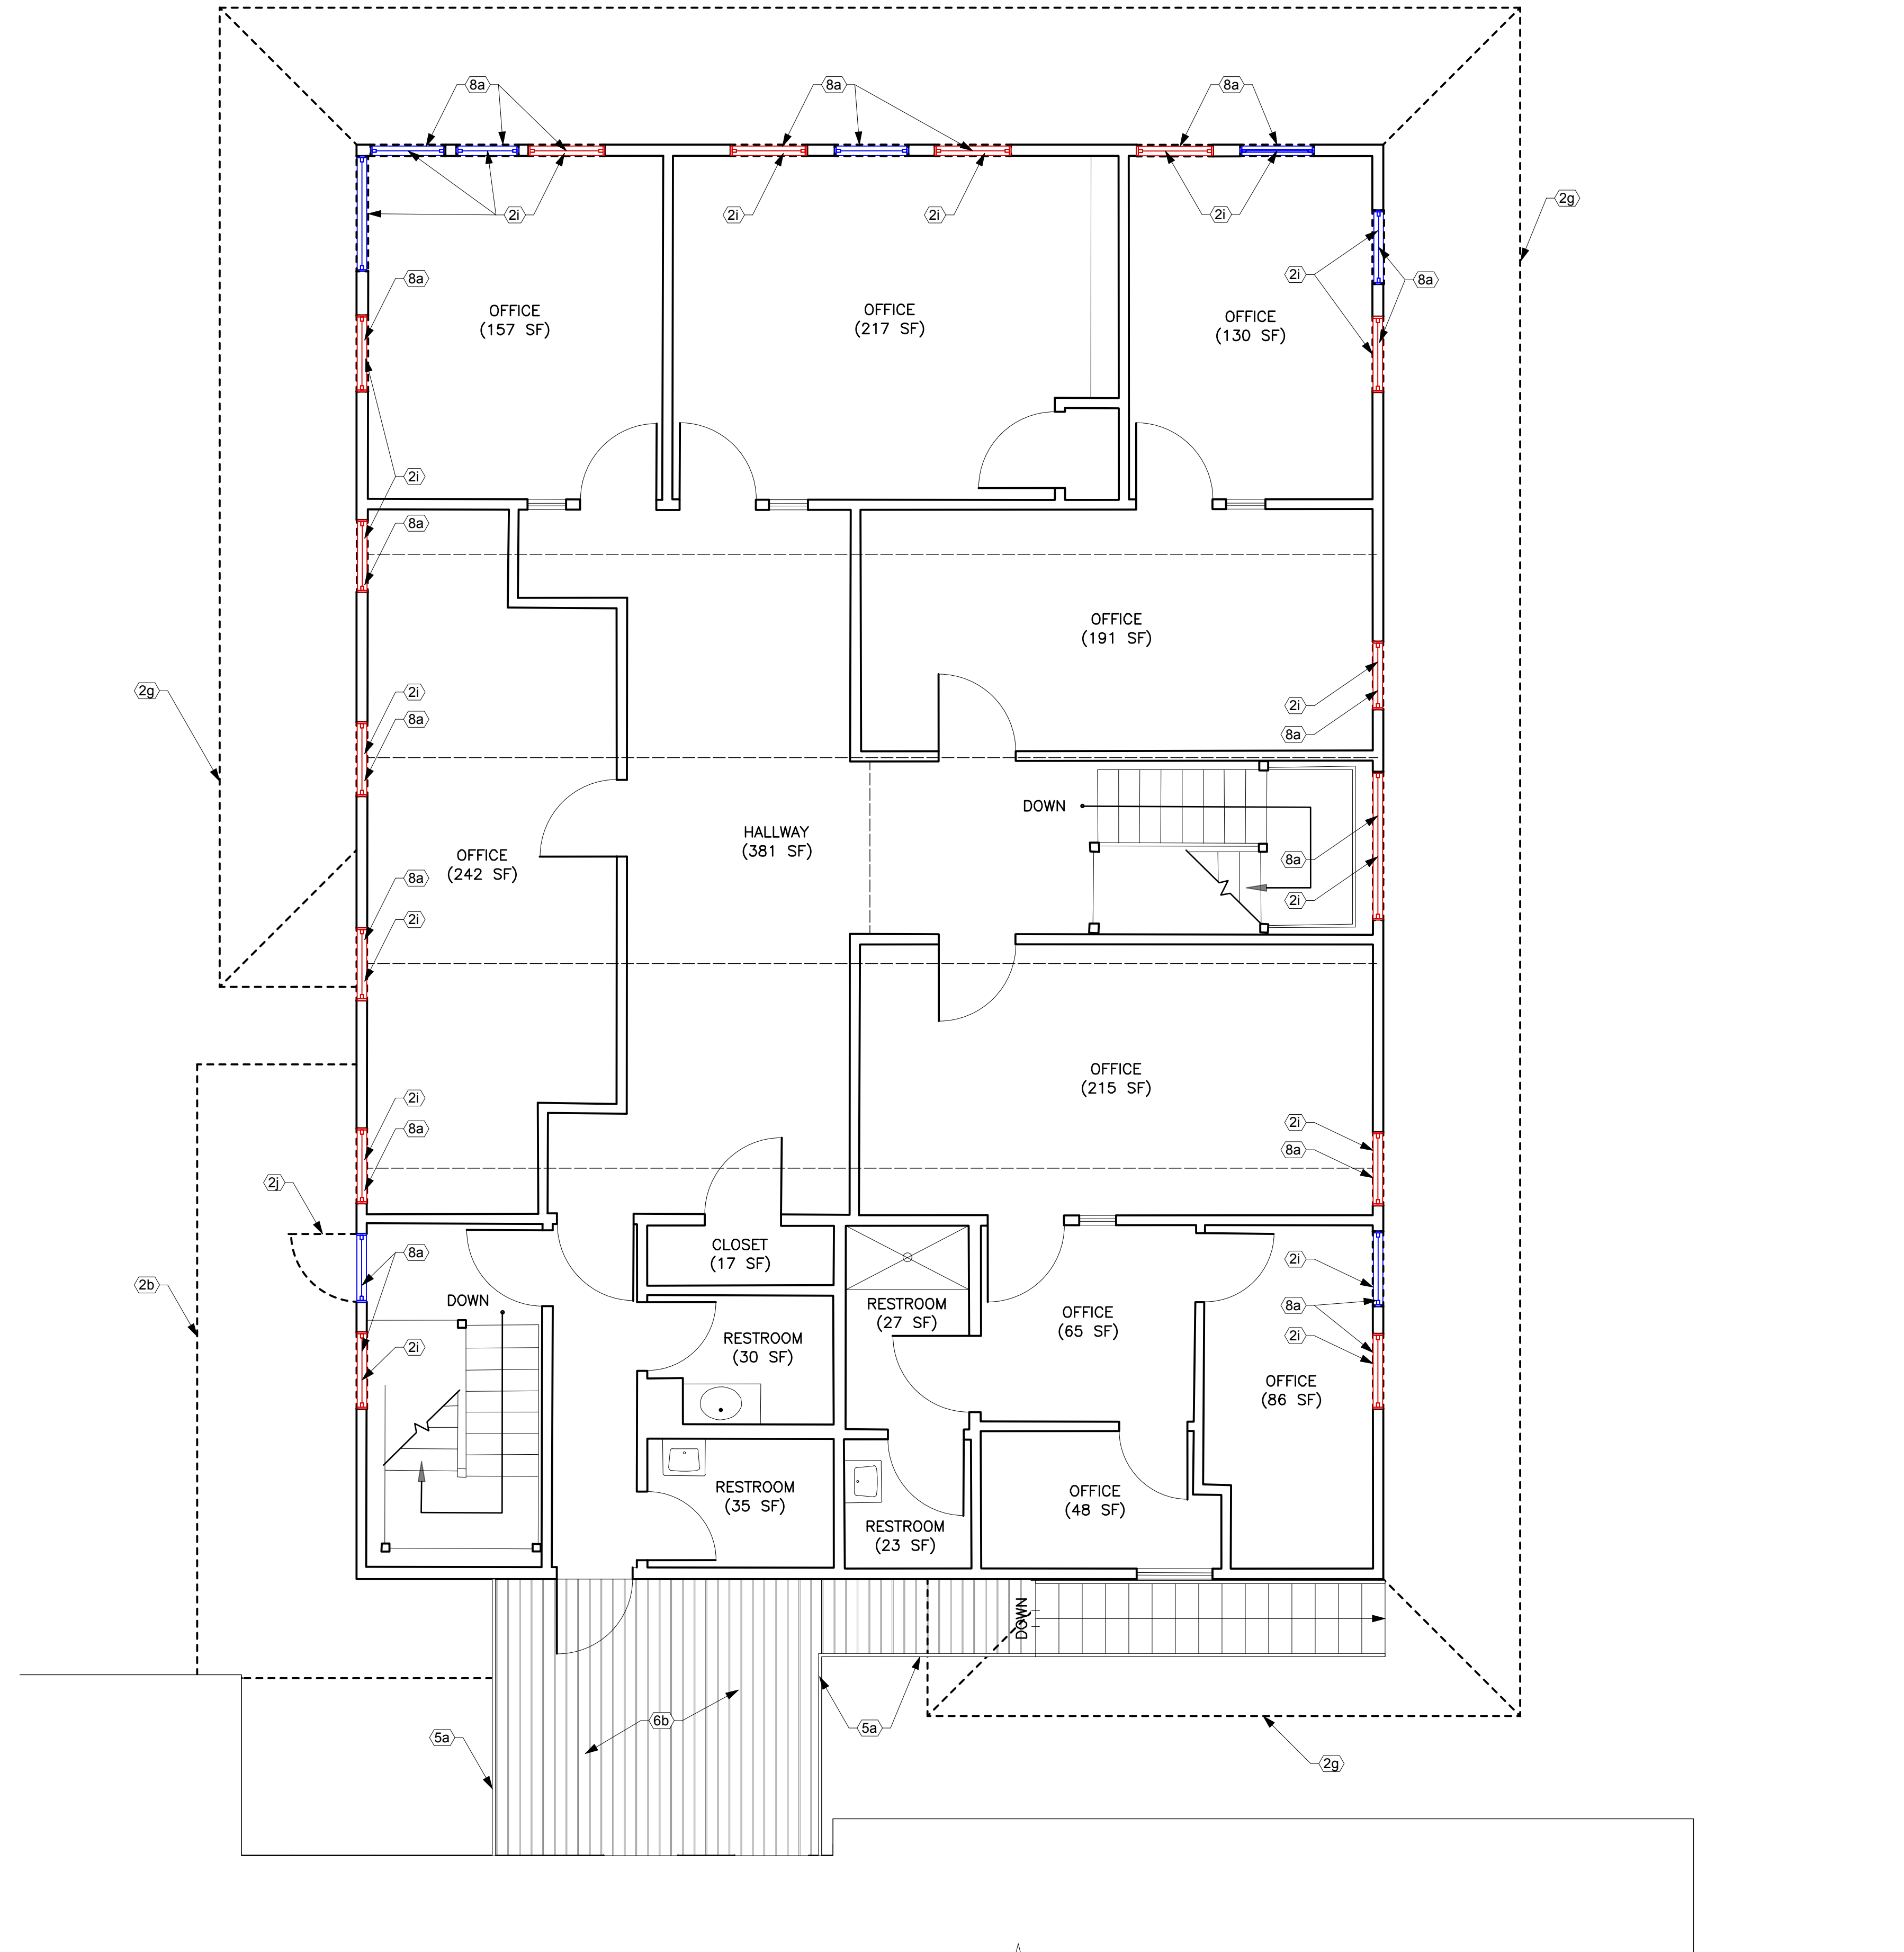 8a
8a
8a
2g
2i
2i
2i
2i
2i
8a
8a
OFFICE
(157 SF)
OFFICE
(217 SF)
OFFICE
(130 SF)
2i
8a
OFFICE
(191 SF)
2g
2i
8a
2i
8a
DOWN
HALLWAY
(381 SF)
OFFICE
(242 SF)
8a
8a
2i
2i
OFFICE
(215 SF)
2i
8a
2i
8a
2j
CLOSET
(17 SF)
8a
2i
2b
DOWN
RESTROOM
(27 SF)
OFFICE
(65 SF)
8a
2i
RESTROOM
(30 SF)
2i
OFFICE
(86 SF)
RESTROOM
(35 SF)
OFFICE
(48 SF)
RESTROOM
(23 SF)
DOWN
6b
5a
5a
2g